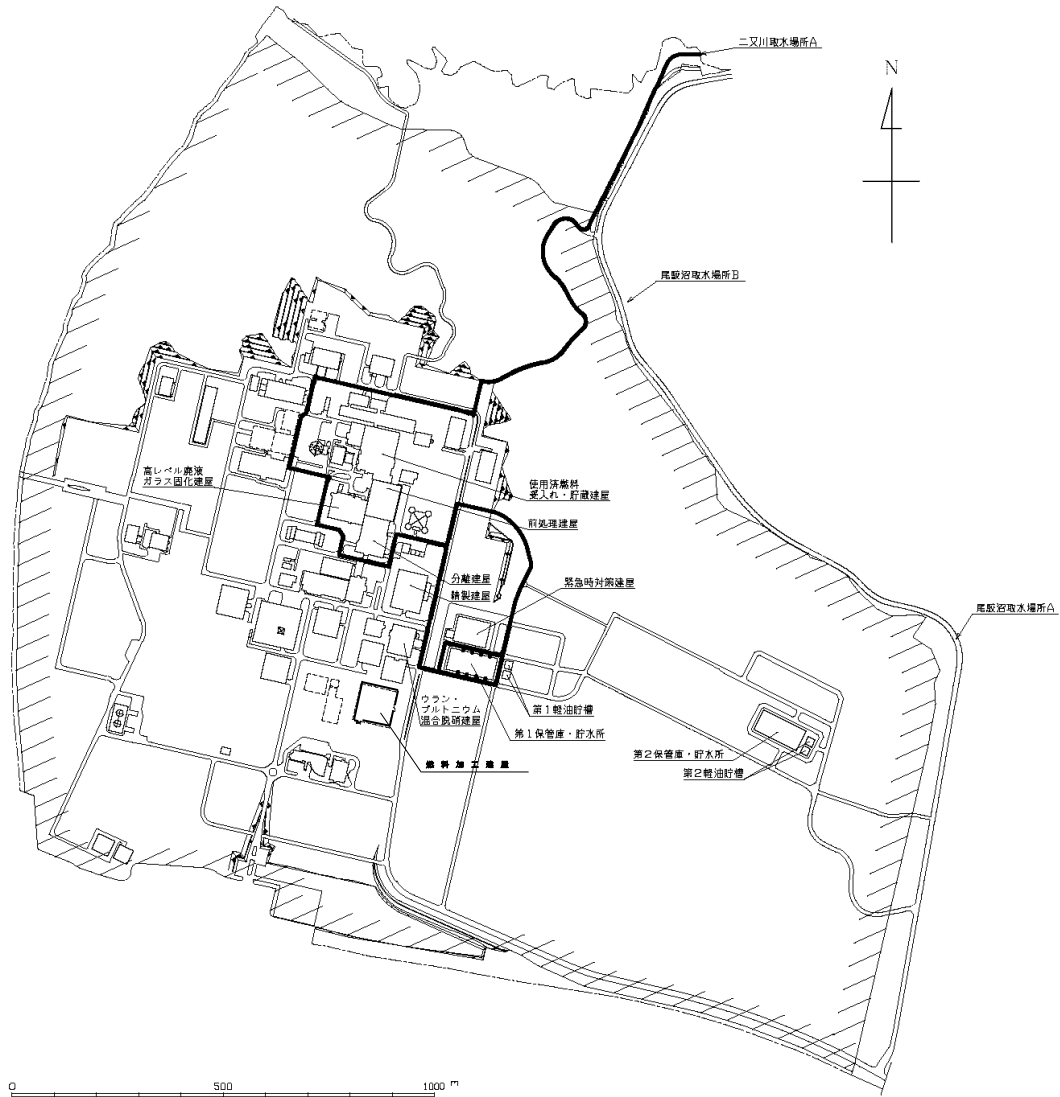 二又川取水場所A
N
尾駮沼取水場所B
高レベル廃液
ガラス固化建屋
使用済燃料
受入れ・貯蔵建屋
前処理建屋
分離建屋
精製建屋
緊急時対策建屋
尾駮沼取水場所A
ウラン・
プルトニウム
混合脱硝建屋
第1軽油貯槽
第1保管庫・貯水所
第2保管庫・貯水所
第2軽油貯槽
燃料加工建屋
0 500 1000 m